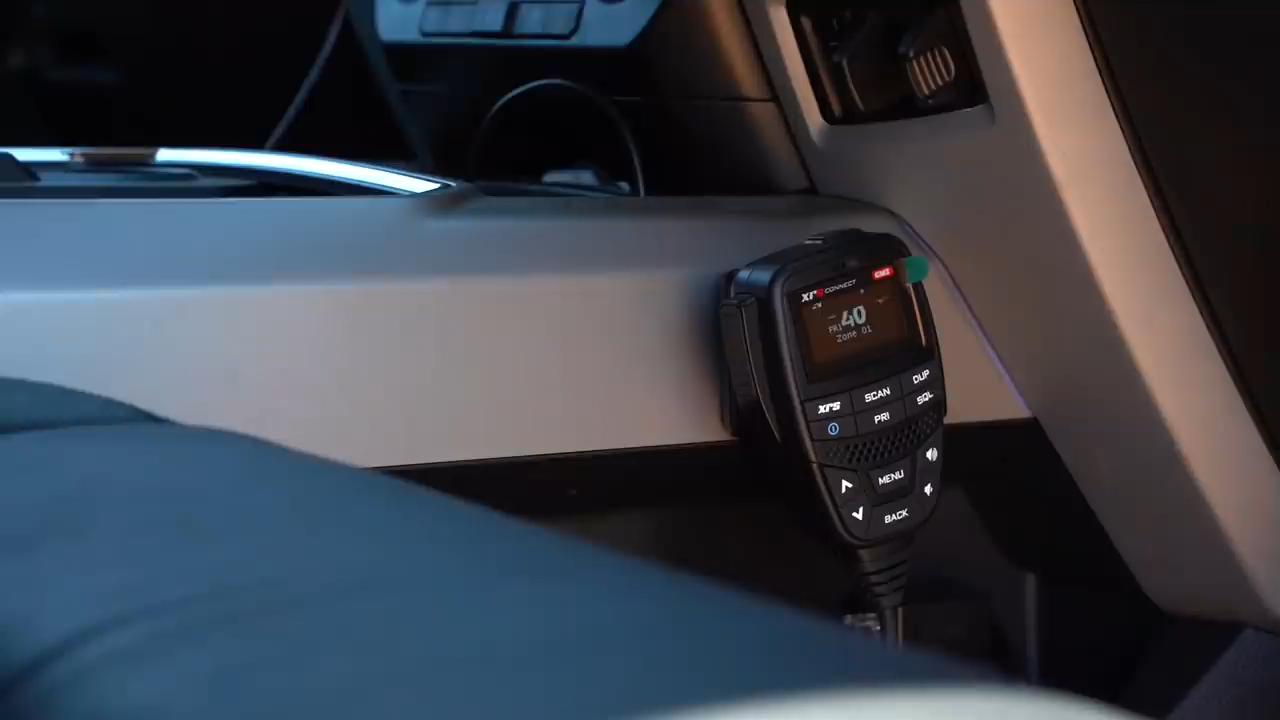 XRS CONNECT GME
PRI 40
Zone 01
XRS SCAN DUP
PRI SQL
MENU
BACK